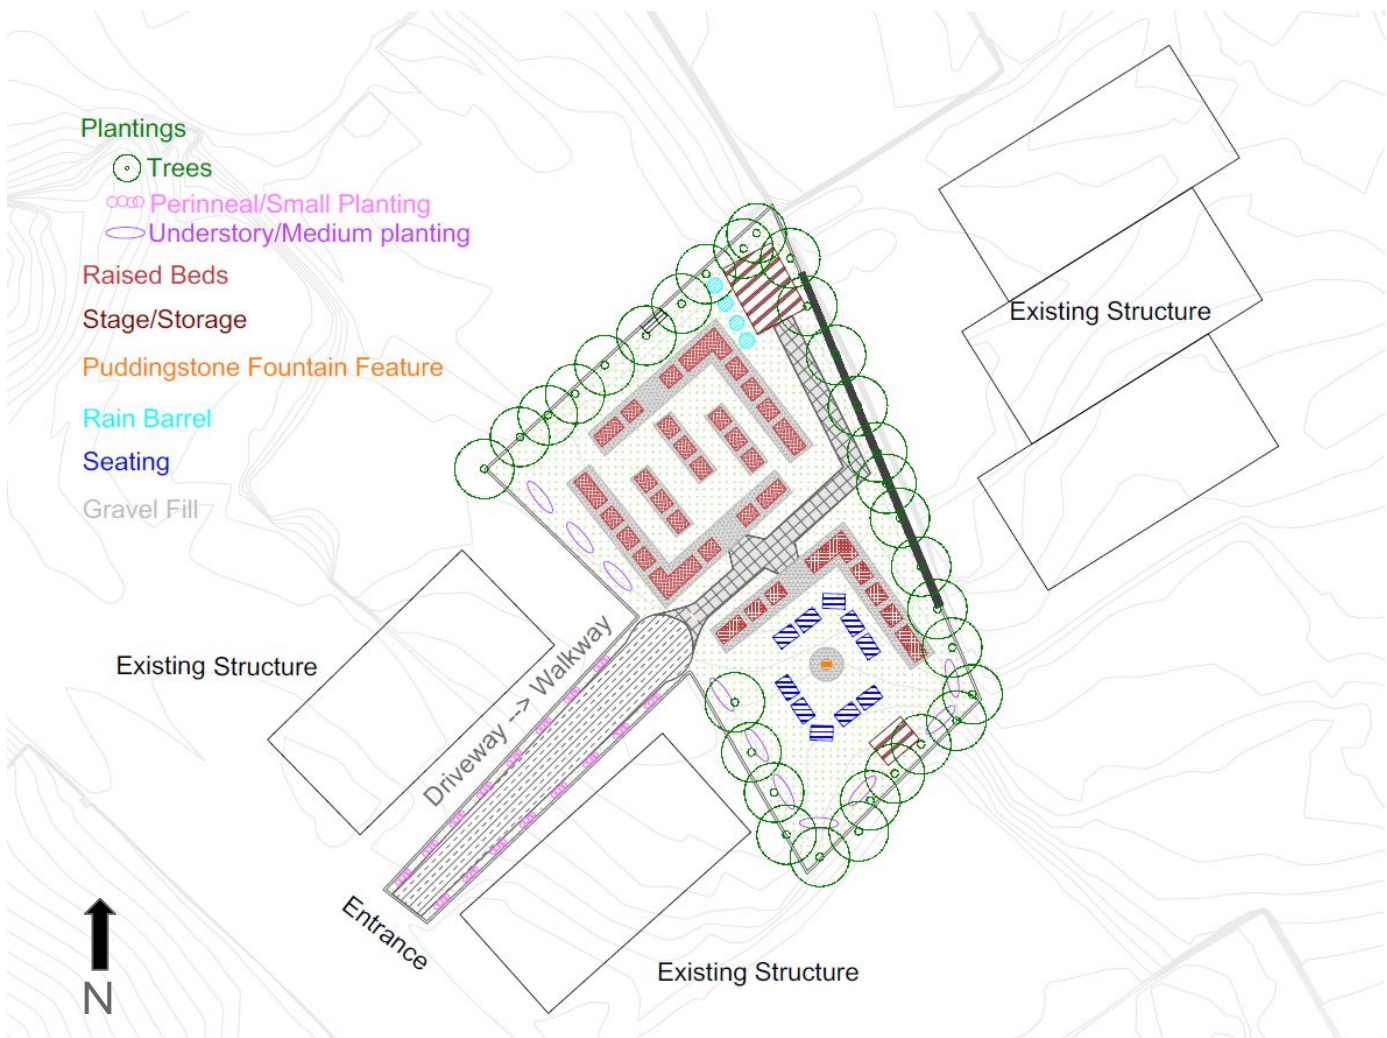 Plantings
Trees
Perinneal/Small Planting
Understory/Medium planting
Raised Beds
Stage/Storage
Puddingstone Fountain Feature
Rain Barrel
Seating
Gravel Fill
Existing Structure
Existing Structure
Driveway --> Walkway
Entrance
Existing Structure
N